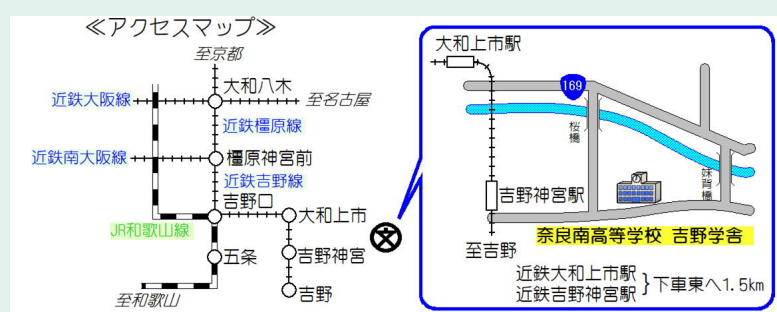 ≪アクセスマップ≫
至京都
大和八木
近鉄大阪線
至名古屋
近鉄橿原線
近鉄南大阪線
橿原神宮前
近鉄吉野線
吉野口
大和上市
JR和歌山線
五条
吉野神宮
至和歌山
吉野
大和上市駅
169
桜橋
妹背橋
吉野神宮駅
奈良南高等学校 吉野学舎
至吉野
近鉄大和上市駅
近鉄吉野神宮駅
}下車東へ1.5km